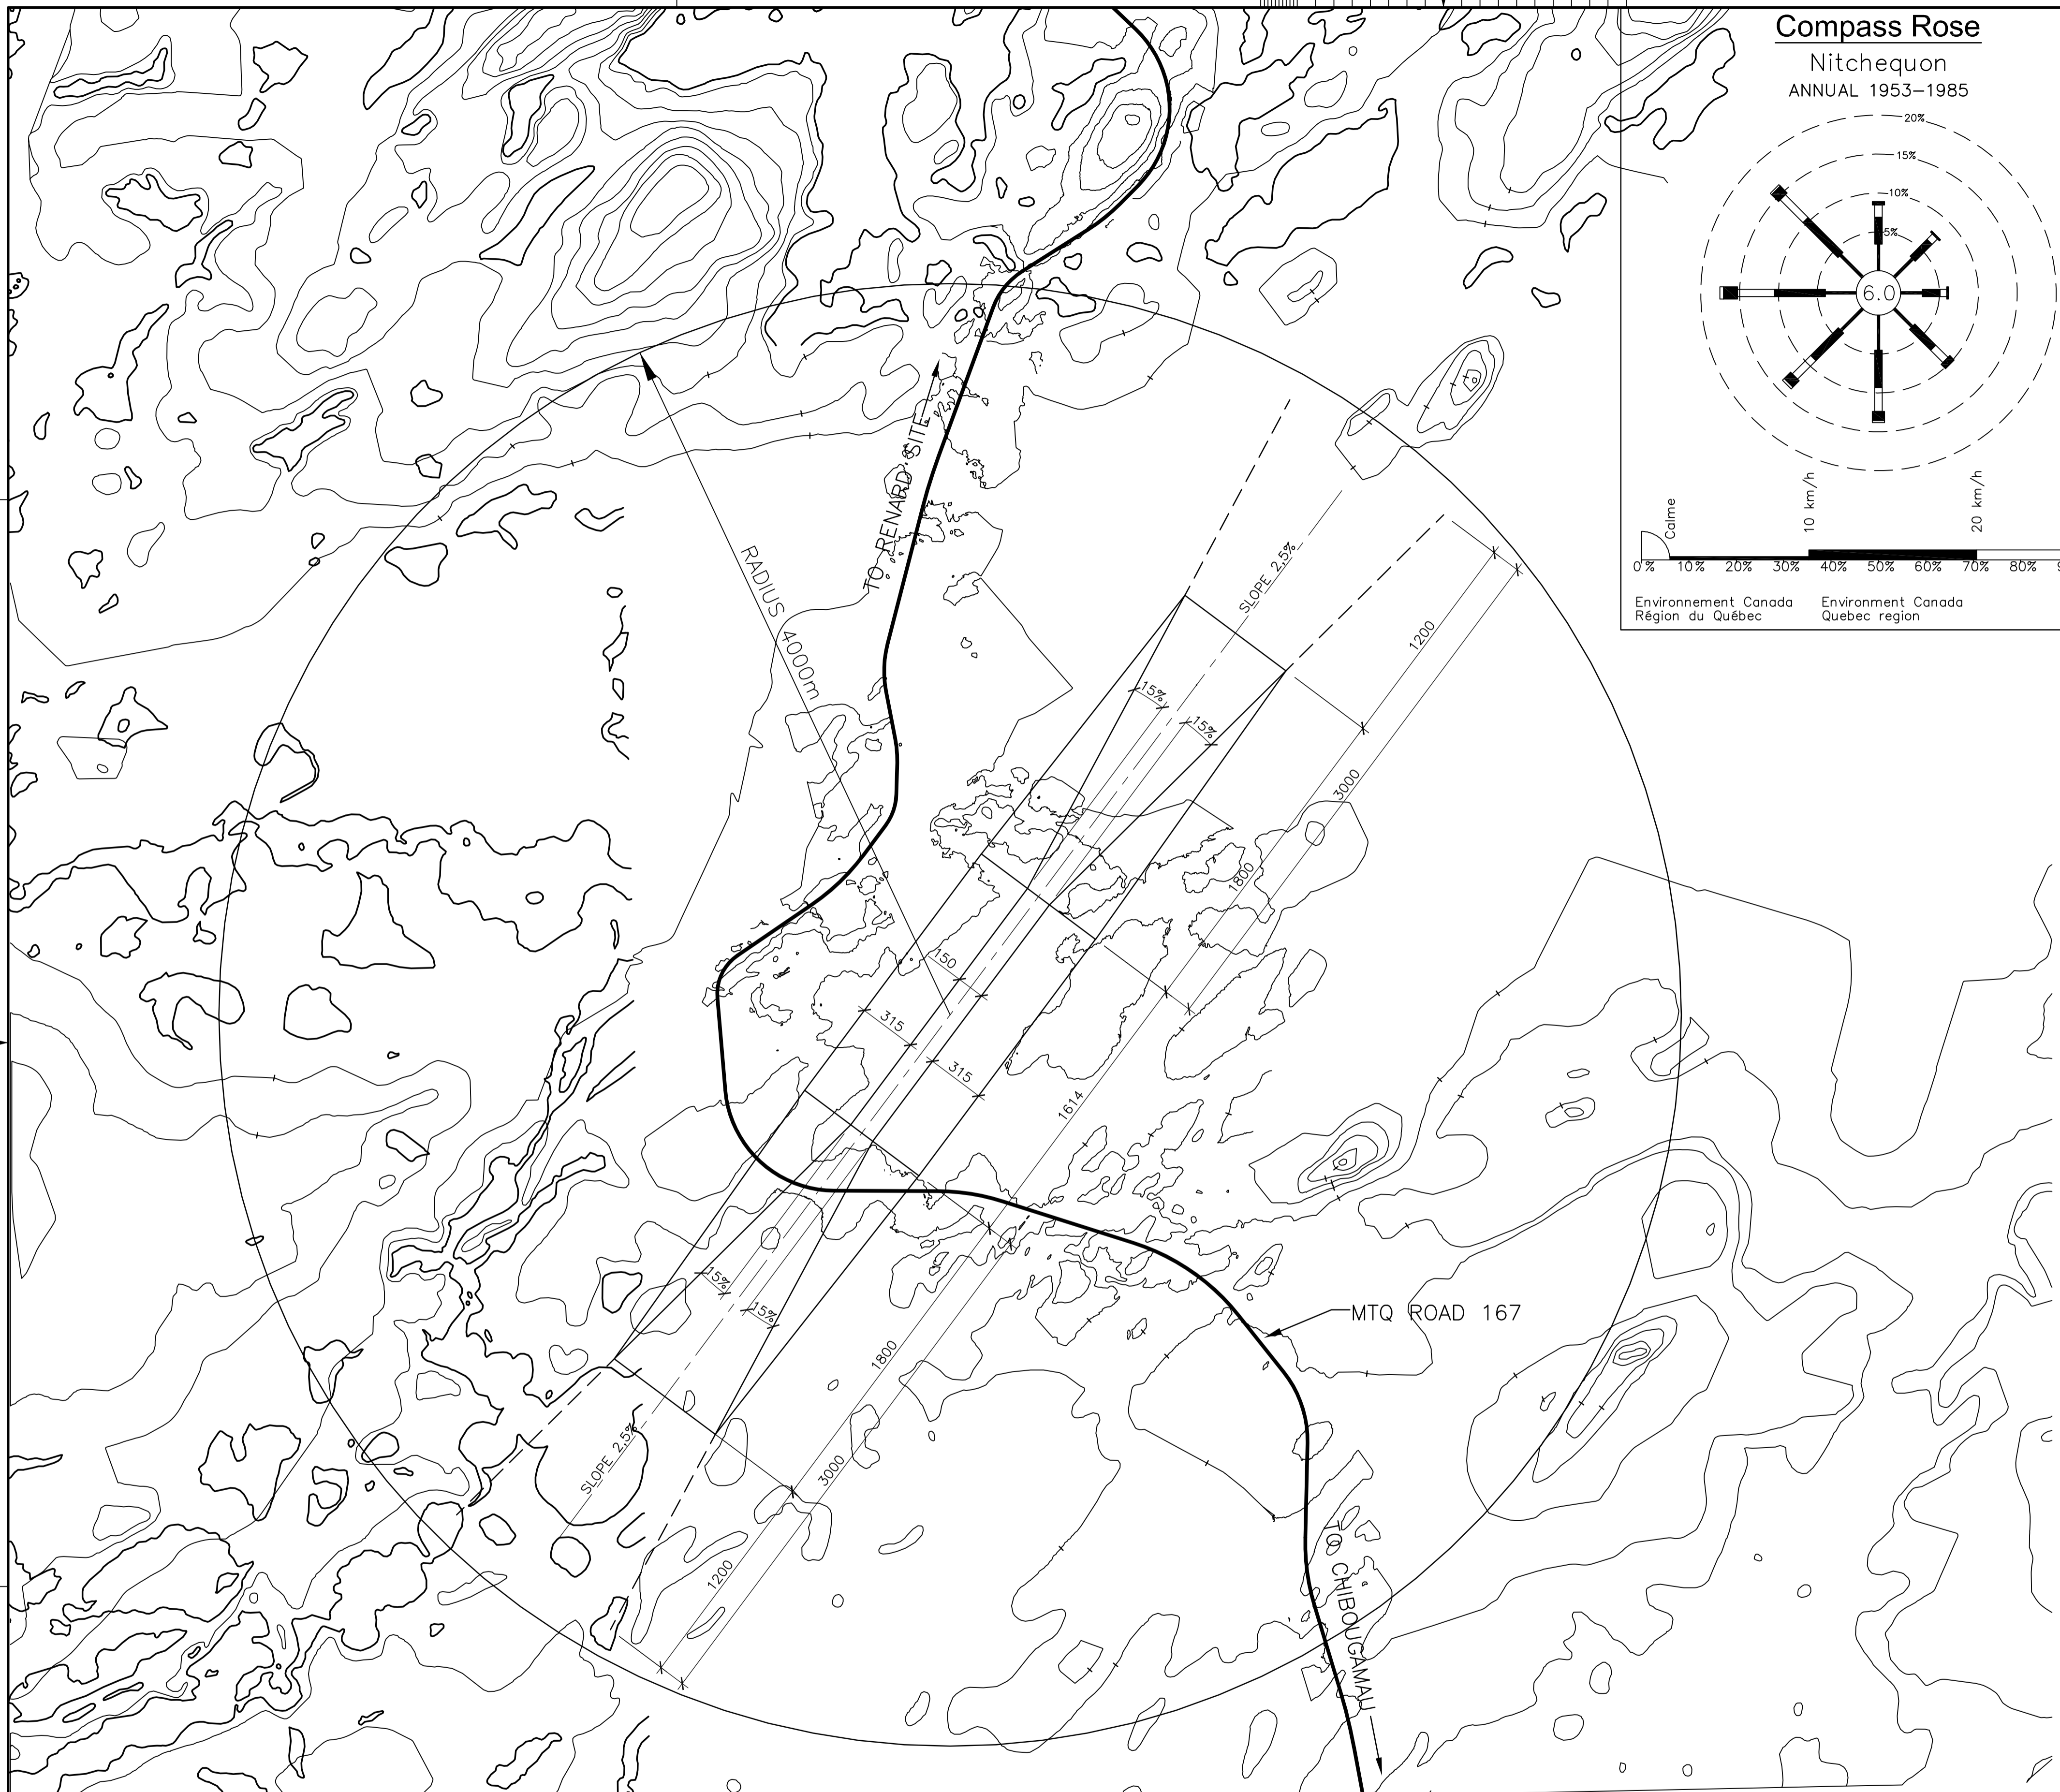 Compass Rose
Nitchequon
ANNUAL 1953–1985
20%
15%
10%
5%
6.0
Calme
10 km/h
20 km/h
0% 10% 20% 30% 40% 50% 60% 70% 80%
Environnement Canada
Région du Québec
Environment Canada
Quebec region
TO RENARD SITE
RADIUS 4000m
SLOPE 2,5%
1200
15%
15%
3000
1800
150
315
315
1614
15%
15%
MTQ ROAD 167
1800
SLOPE 2,5%
3000
1200
TO CHIBOUGAMAU